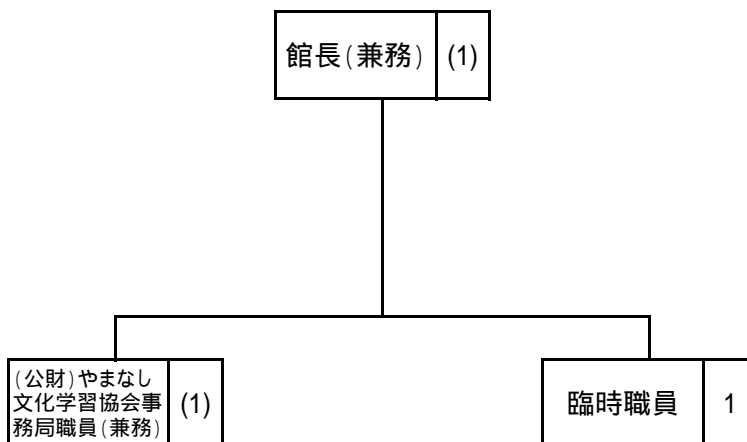 館長(兼務) (1)
(公財)やまなし
文化学習協会事
務局職員(兼務)
(1)
臨時職員 1